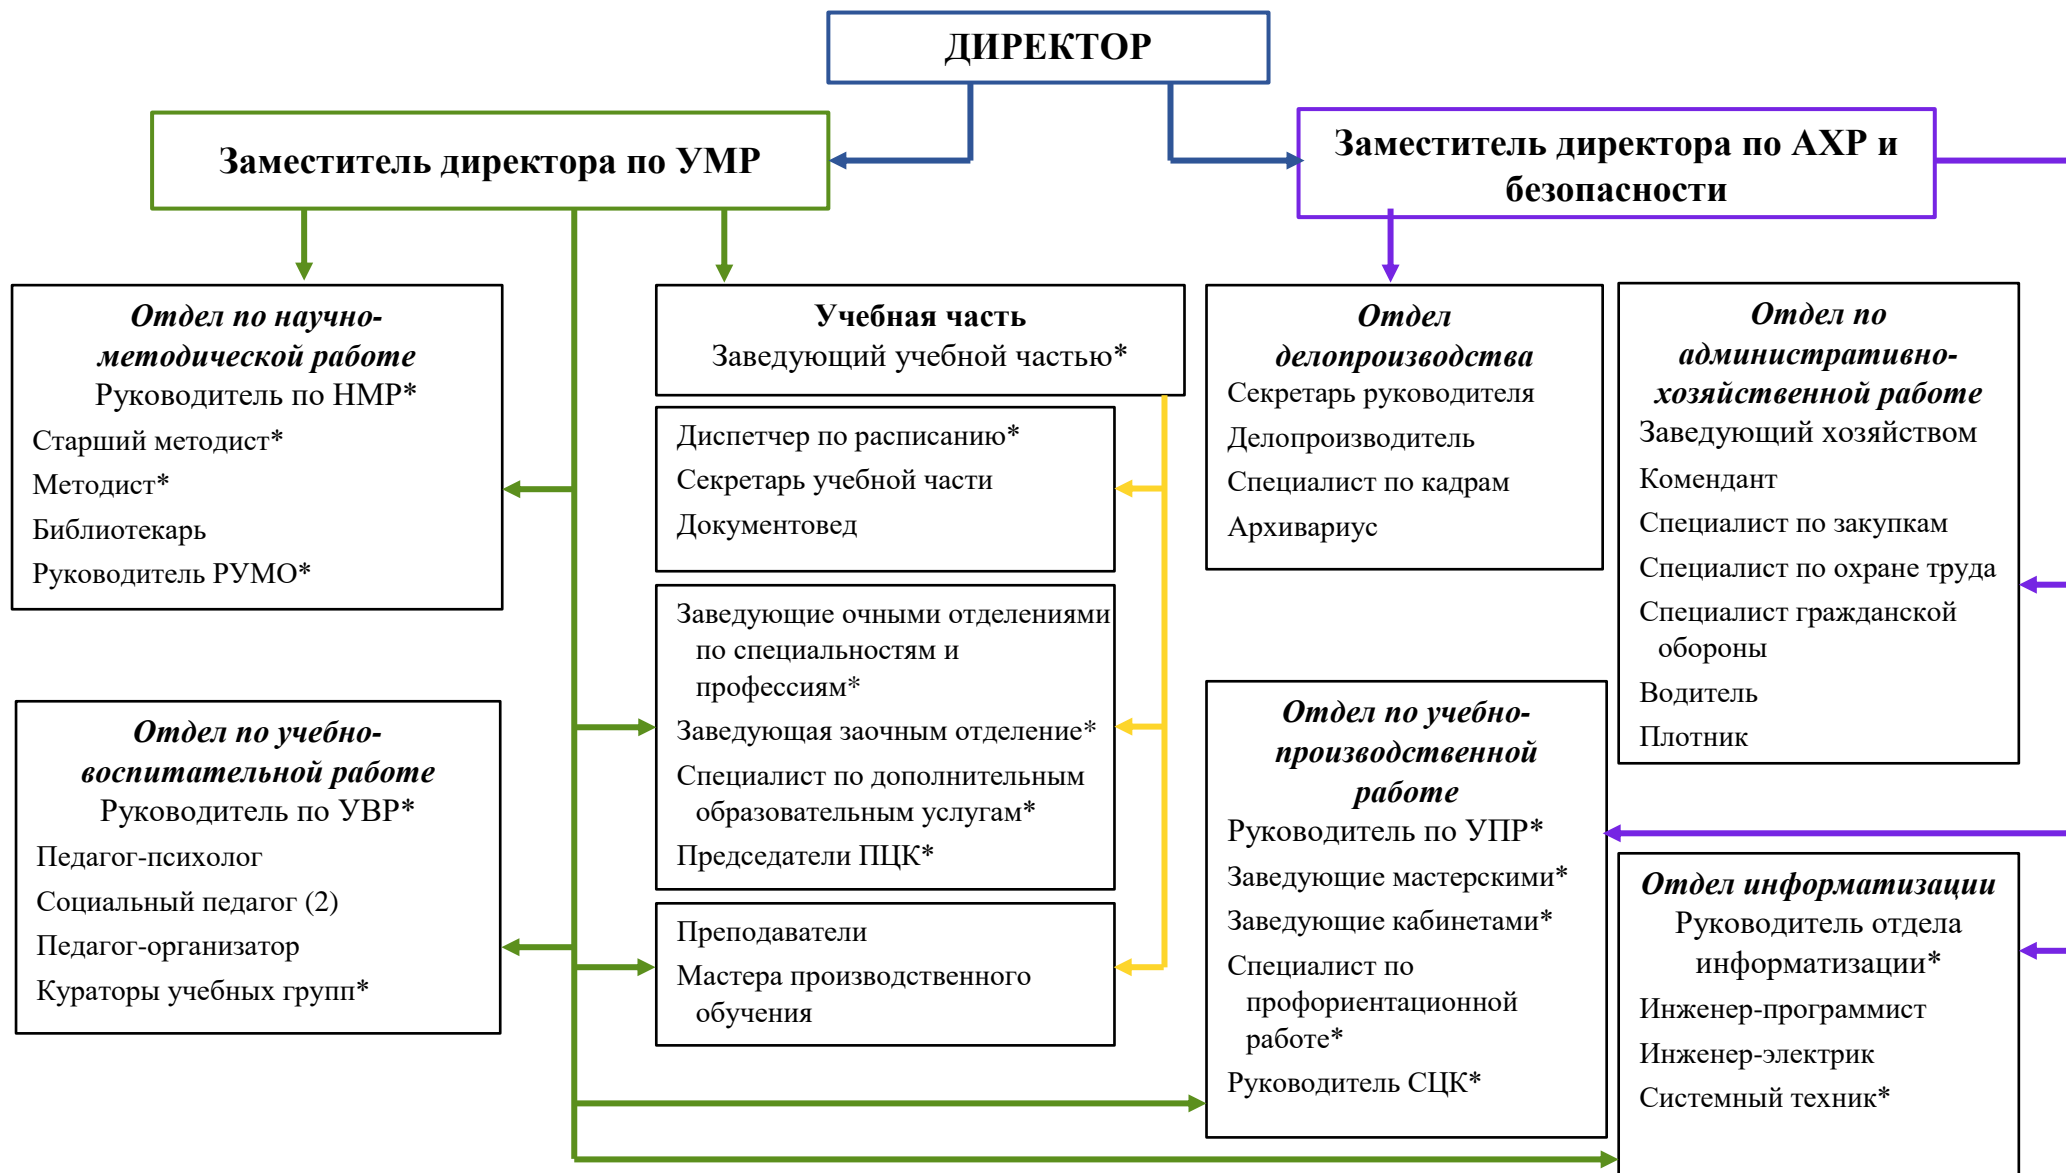 ДИРЕКТОР
Заместитель директора по УМР
Заместитель директора по АХР и
безопасности
Отдел по научно-
методической работе
Руководитель по НМР*
Старший методист*
Методист*
Библиотекарь
Руководитель РУМО*
Учебная часть
Заведующий учебной частью*
Диспетчер по расписанию*
Секретарь учебной части
Документовед
Заведующие очными отделениями
по специальностям и
профессиям*
Заведующая заочным отделение*
Специалист по дополнительным
образовательным услугам*
Председатели ПЦК*
Преподаватели
Мастера производственного
обучения
Отдел по учебно-
воспитательной работе
Руководитель по УВР*
Педагог-психолог
Социальный педагог (2)
Педагог-организатор
Кураторы учебных групп*
Отдел
делопроизводства
Секретарь руководителя
Делопроизводитель
Специалист по кадрам
Архивариус
Отдел по
административно-
хозяйственной работе
Заведующий хозяйством
Комендант
Специалист по закупкам
Специалист по охране труда
Специалист гражданской
обороны
Водитель
Плотник
Отдел по учебно-
производственной
работе
Руководитель по УПР*
Заведующие мастерскими*
Заведующие кабинетами*
Специалист по
профориентационной
работе*
Руководитель СЦК*
Отдел информатизации
Руководитель отдела
информатизации*
Инженер-программист
Инженер-электрик
Системный техник*